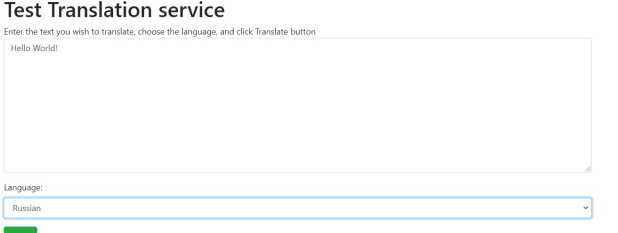 Test Translation service
Enter the text you wish to translate, choose the language, and click Translate button
Hello World!
Language:
Russian